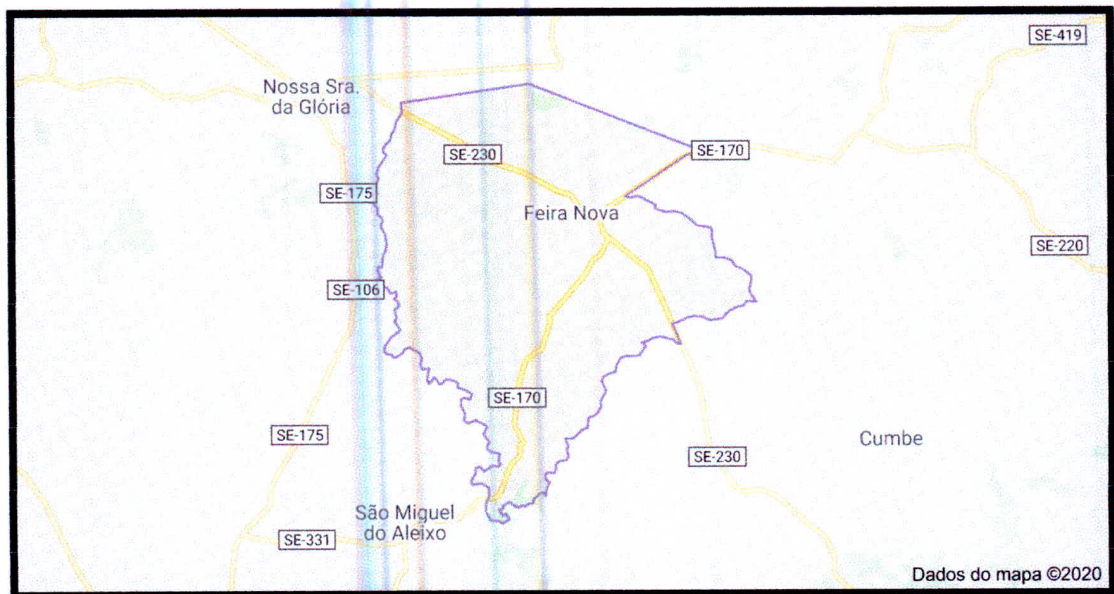 SE-419
Nossa Sra.
da Glória
SE-230
SE-170
SE-175
Feira Nova
SE-220
SE-106
SE-170
SE-175
Cumbe
SE-230
São Miguel
do Aleixo
SE-331
Dados do mapa ©2020